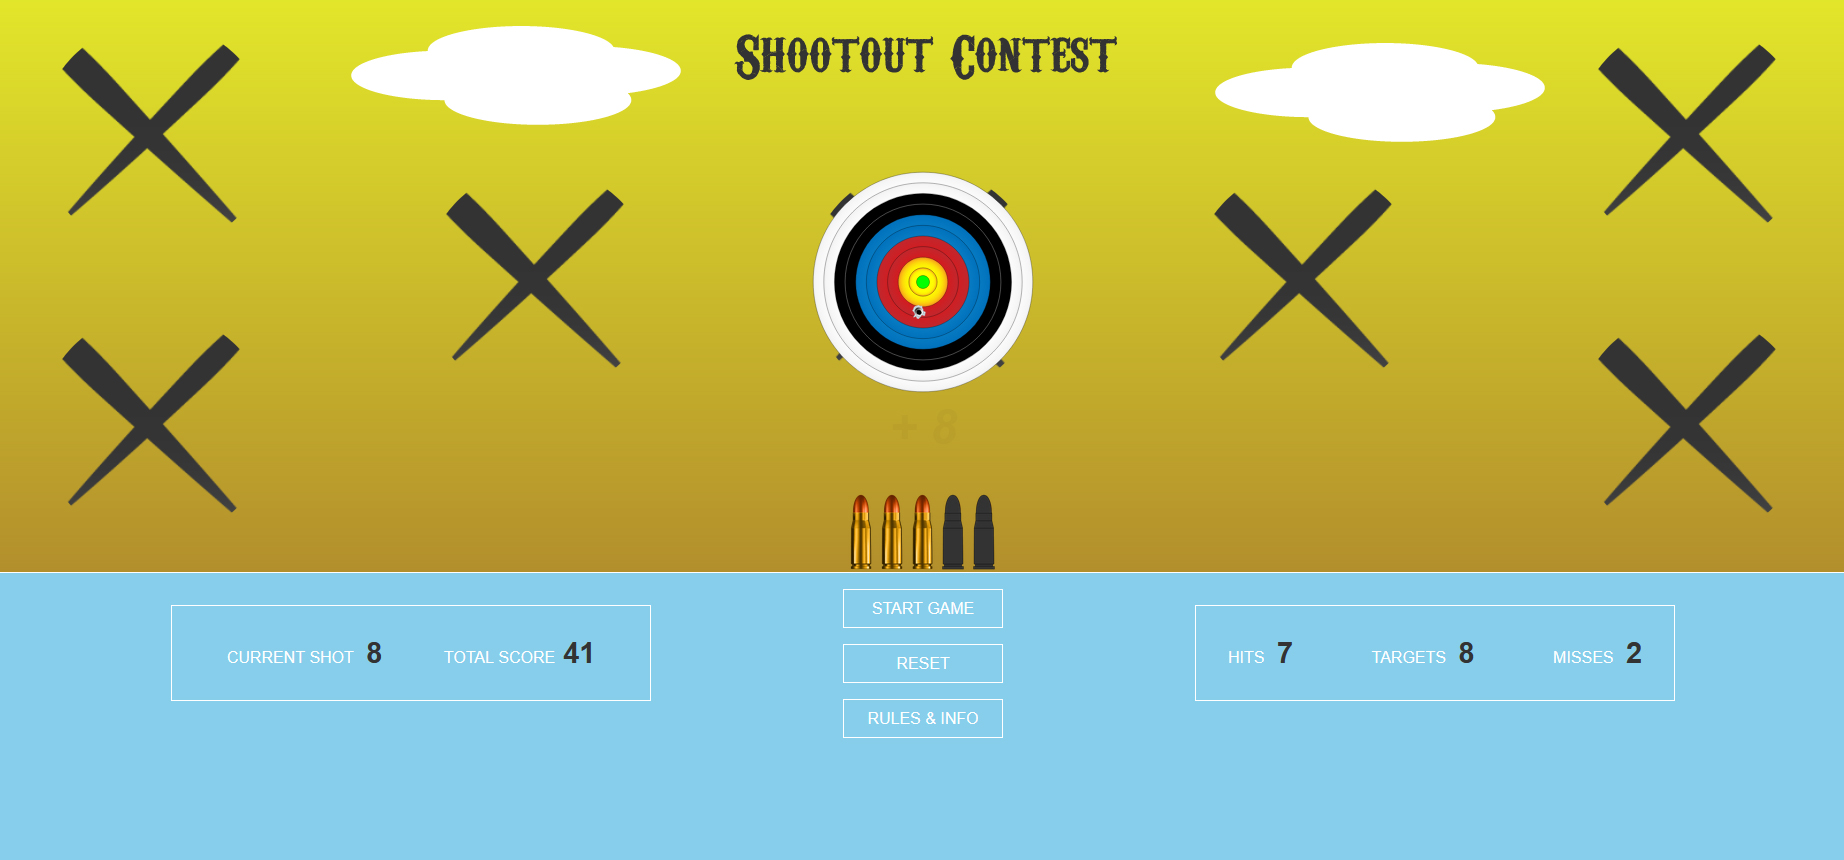 Shootout Contest
+ 8
START GAME
CURRENT SHOT 8 TOTAL SCORE 41
HITS 7 TARGETS 8 MISSES 2
RESET
RULES & INFO